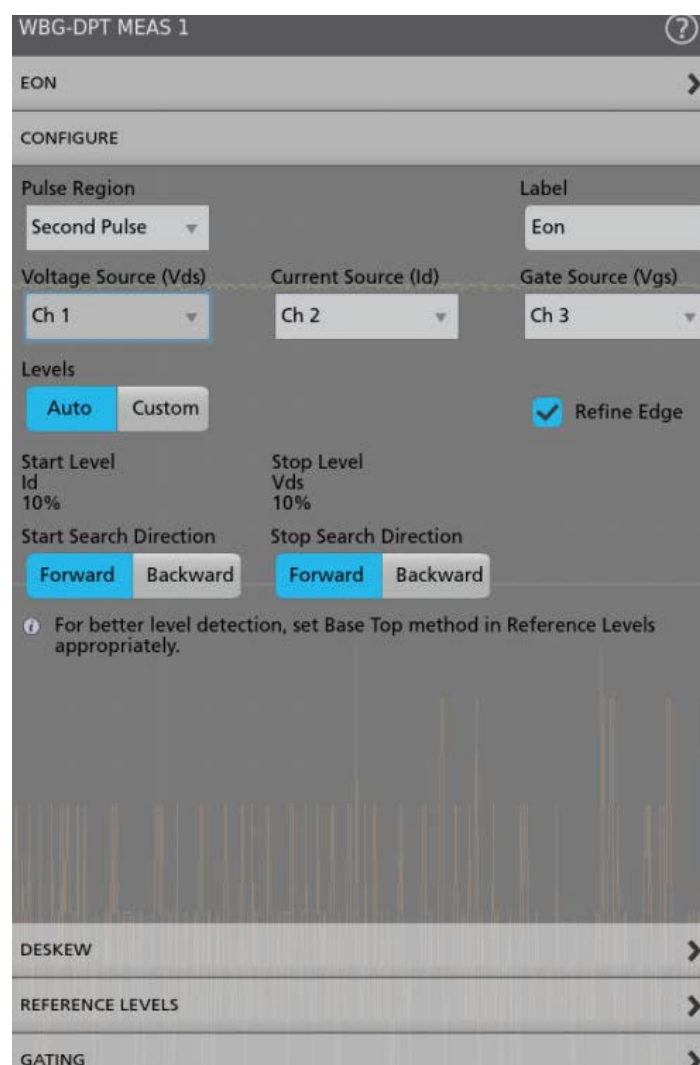 WBG-DPT MEAS 1 ?
EON
CONFIGURE
Pulse Region Label
Second Pulse Eon
Voltage Source (Vds) Current Source (Id) Gate Source (Vgs)
Ch 1 Ch 2 Ch 3
Levels
Auto Custom Refine Edge
Start Level Stop Level
Id Vds
10% 10%
Start Search Direction Stop Search Direction
Forward Backward Forward Backward
i For better level detection, set Base Top method in Reference Levels
appropriately.
DESKEW
REFERENCE LEVELS
GATING